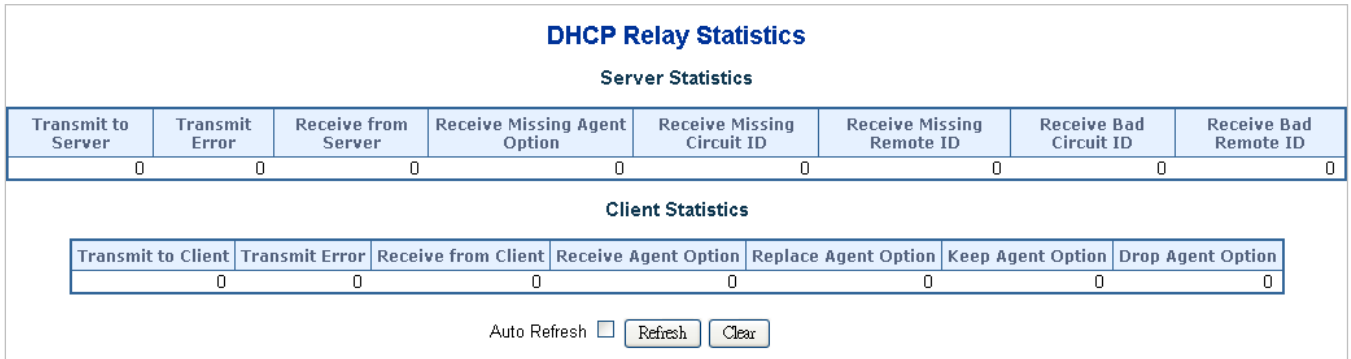 DHCP Relay Statistics
Server Statistics
Transmit to Server Transmit Error Receive from Server Receive Missing Agent Option Receive Missing Circuit ID Receive Missing Remote ID Receive Bad Circuit ID Receive Bad Remote ID
0 0 0 0 0 0 0 0
Client Statistics
Transmit to Client Transmit Error Receive from Client Receive Agent Option Replace Agent Option Keep Agent Option Drop Agent Option
0 0 0 0 0 0 0
Auto Refresh Refresh Clear